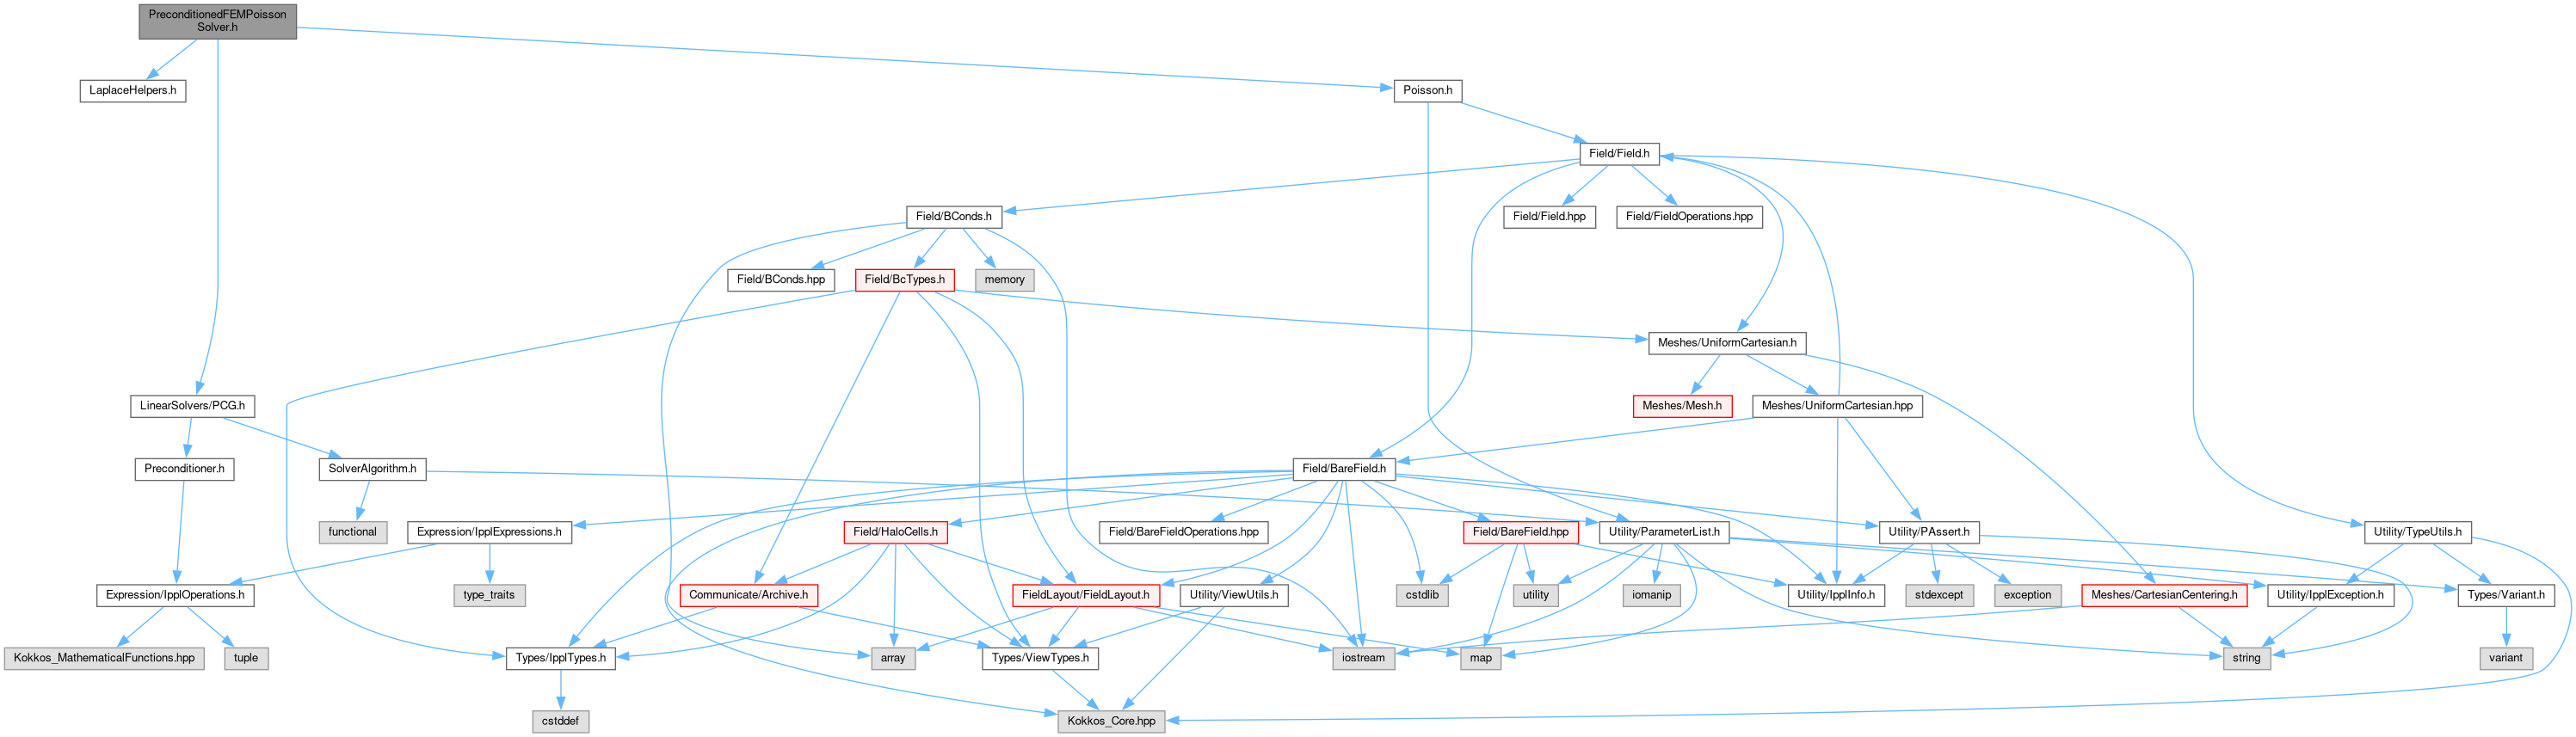 PreconditionedFEMPoisson
Solver.h
LaplaceHelpers.h
Poisson.h
Field/Field.h
Field/BConds.h
Field/Field.hpp
Field/FieldOperations.hpp
Field/BConds.hpp
Field/BcTypes.h
memory
Meshes/UniformCartesian.h
LinearSolvers/PCG.h
Meshes/Mesh.h
Meshes/UniformCartesian.hpp
Preconditioner.h
SolverAlgorithm.h
Field/BareField.h
functional
Expression/IpplExpressions.h
Field/HaloCells.h
Field/BareFieldOperations.hpp
Field/BareField.hpp
Utility/ParameterList.h
Utility/PAssert.h
Utility/TypeUtils.h
Expression/IpplOperations.h
type_traits
Communicate/Archive.h
FieldLayout/FieldLayout.h
Utility/ViewUtils.h
cstdlib
utility
iomanip
Utility/IpplInfo.h
stdexcept
exception
Meshes/CartesianCentering.h
Utility/IpplException.h
Types/Variant.h
Kokkos_MathematicalFunctions.hpp
tuple
Types/IpplTypes.h
array
Types/ViewTypes.h
iostream
map
string
variant
cstddef
Kokkos_Core.hpp